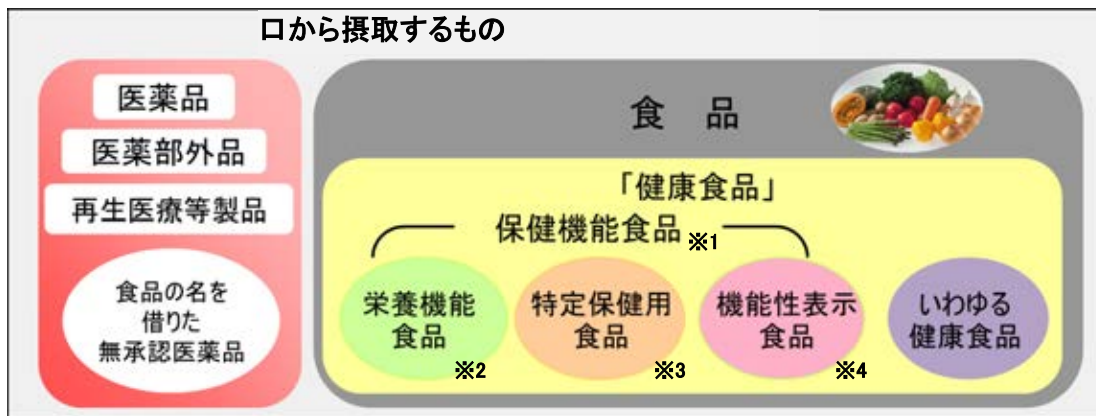 口から摂取するもの
医薬品
医薬部外品
再生医療等製品
食品の名を
借りた
無承認医薬品
食 品
「健康食品」
保健機能食品 ※1
栄養機能
食品
※2
特定保健用
食品
※3
機能性表示
食品
※4
いわゆる
健康食品